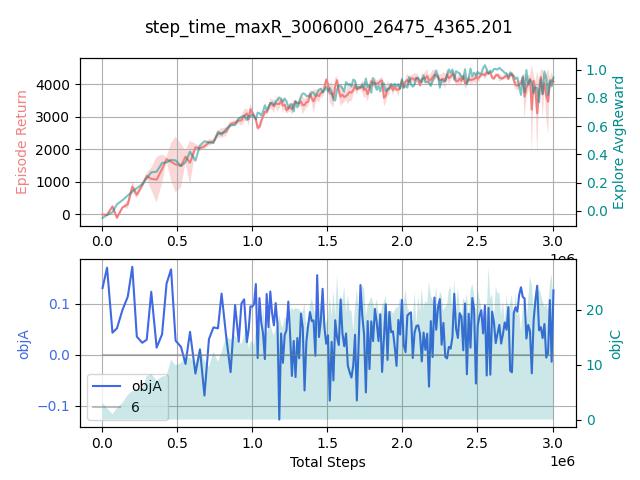 step_time_maxR_3006000_26475_4365.201
Episode Return
4000
3000
2000
1000
0
Explore AvgReward
1.0
0.8
0.6
0.4
0.2
0.0
0.0 0.5 1.0 1.5 2.0 2.5 3.0
1e6
objA
0.1
0.0
−0.1
objC
20
10
0
objA
6
0.0 0.5 1.0 1.5 2.0 2.5 3.0
Total Steps
1e6